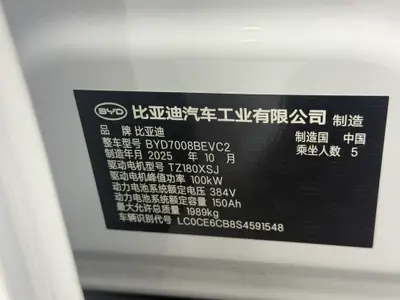 BYD 比亚迪汽车工业有限公司 制造
品 牌 比亚迪 制造国 中国
整车型号 BYD7008BEVC2 乘坐人数 5
制造年月 2025 年 10 月
驱动电机型号 TZ180XSJ
驱动电机峰值功率 100kW
动力电池系统额定电压 384V
动力电池系统额定容量 150Ah
最大允许总质量 1989kg
车辆识别代号 LC0CE6CB8S4591548